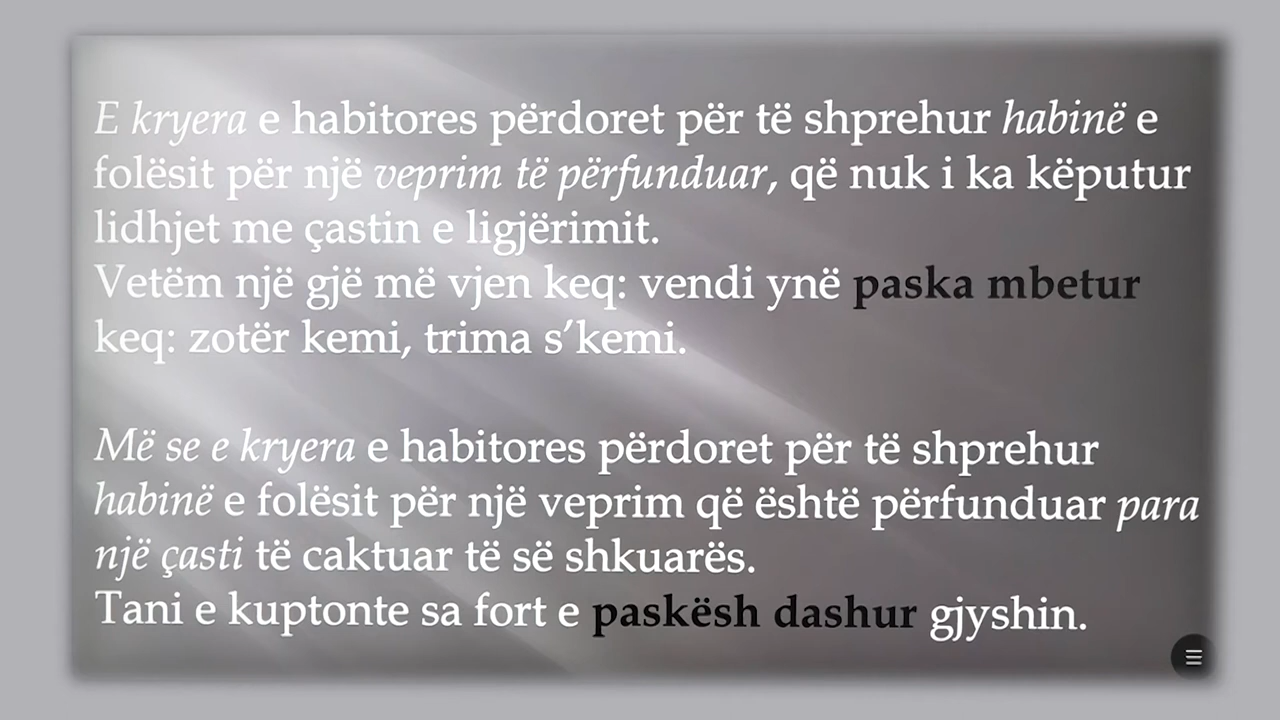 E kryera e habitores përdoret për të shprehur habinë e
folësit për një veprim të përfunduar, që nuk i ka këputur
lidhjet me çastin e ligjërimit.
Vetëm një gjë më vjen keq: vendi ynë paska mbetur
keq: zotër kemi, trima s’kemi.
Më se e kryera e habitores përdoret për të shprehur
habinë e folësit për një veprim që është përfunduar para
një çasti të caktuar të së shkuarës.
Tani e kuptonte sa fort e paskësh dashur gjyshin.